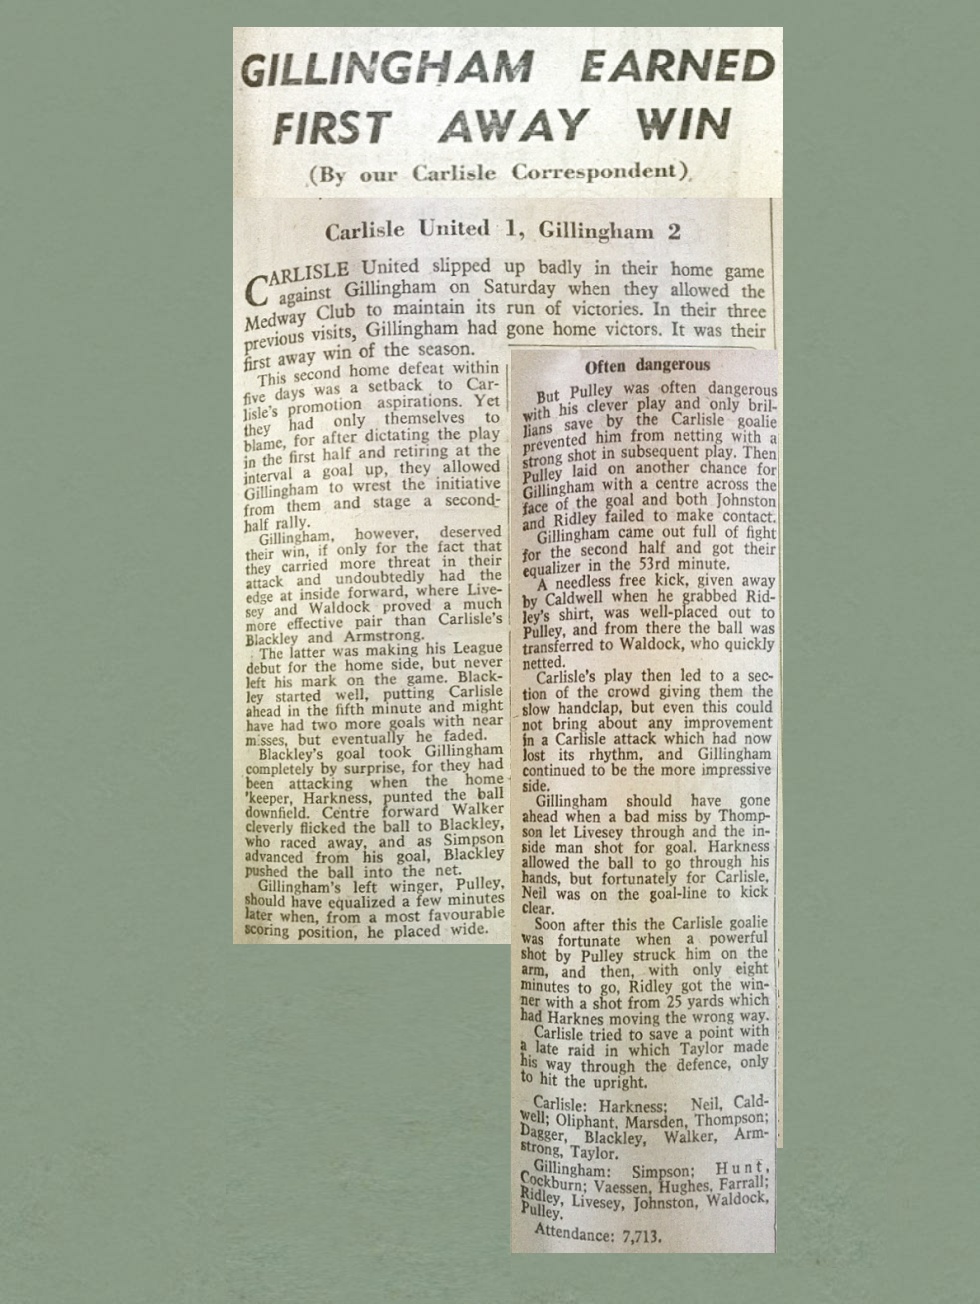 GILLINGHAM EARNED
FIRST AWAY WIN
(By our Carlisle Correspondent)
Carlisle United 1, Gillingham 2
CARLISLE United slipped up badly in their home game
against Gillingham on Saturday when they allowed the
Medway Club to maintain its run of victories. In their three
previous visits, Gillingham had gone home victors. It was their
first away win of the season.
This second home defeat within
five days was a setback to Car-
lisle's promotion aspirations. Yet
they had only themselves to
blame, for after dictating the play
in the first half and retiring at the
interval a goal up, they allowed
Gillingham to wrest the initiative
from them and stage a second-
half rally.
Gillingham, however, deserved
their win, if only for the fact that
they carried more threat in their
attack and undoubtedly had the
edge at inside forward, where Live-
sey and Waldock proved a much
more effective pair than Carlisle's
Blackley and Armstrong.
The latter was making his League
debut for the home side, but never
left his mark on the game. Black-
ley started well, putting Carlisle
ahead in the fifth minute and might
have had two more goals with near
misses, but eventually he faded.
Blackley's goal took Gillingham
completely by surprise, for they had
been attacking when the home
'keeper, Harkness, punted the ball
downfield. Centre forward Walker
cleverly flicked the ball to Blackley,
who raced away, and as Simpson
advanced from his goal, Blackley
pushed the ball into the net.
Gillingham's left winger, Pulley,
should have equalized a few minutes
later when, from a most favourable
scoring position, he placed wide.
Often dangerous
But Pulley was often dangerous
with his clever play and only bril-
lians save by the Carlisle goalie
prevented him from netting with a
strong shot in subsequent play. Then
Pulley laid on another chance for
Gillingham with a centre across the
face of the goal and both Johnston
and Ridley failed to make contact.
Gillingham came out full of fight
for the second half and got their
equalizer in the 53rd minute.
A needless free kick, given away
by Caldwell when he grabbed Rid-
ley's shirt, was well-placed out to
Pulley, and from there the ball was
transferred to Waldock, who quickly
netted.
Carlisle's play then led to a sec-
tion of the crowd giving them the
slow handclap, but even this could
not bring about any improvement
in a Carlisle attack which had now
lost its rhythm, and Gillingham
continued to be the more impressive
side.
Gillingham should have gone
ahead when a bad miss by Thomp-
son let Livesey through and the in-
side man shot for goal. Harkness
allowed the ball to go through his
hands, but fortunately for Carlisle,
Neil was on the goal-line to kick
clear.
Soon after this the Carlisle goalie
was fortunate when a powerful
shot by Pulley struck him on the
arm, and then, with only eight
minutes to go, Ridley got the win-
ner with a shot from 25 yards which
had Harknes moving the wrong way.
Carlisle tried to save a point with
a late raid in which Taylor made
his way through the defence, only
to hit the upright.
Carlisle: Harkness; Neil, Cald-
well; Oliphant, Marsden, Thompson;
Dagger, Blackley, Walker, Arm-
strong, Taylor.
Gillingham: Simpson; Hunt,
Cockburn; Vaessen, Hughes, Farrall;
Ridley, Livesey, Johnston, Waldock,
Pulley.
Attendance: 7,713.